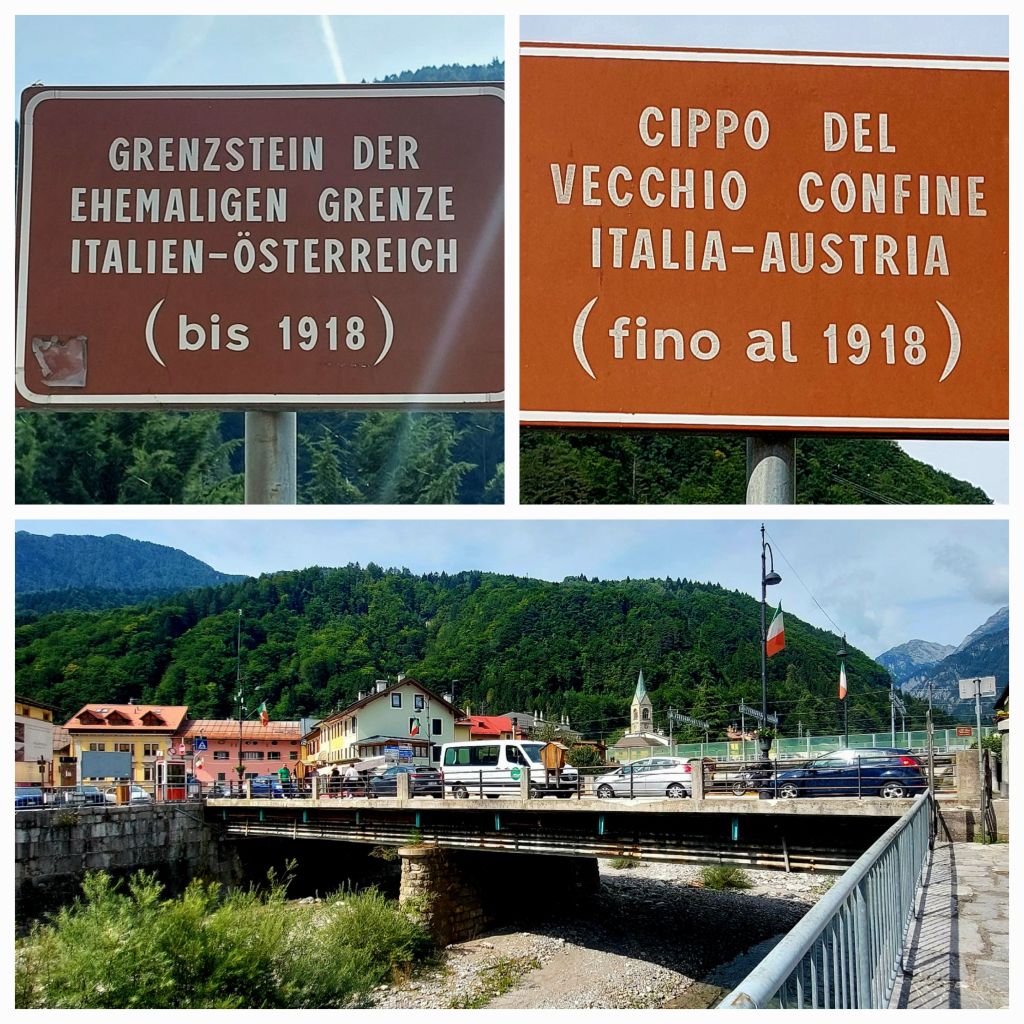 GRENZSTEIN DER
EHEMALIGEN GRENZE
ITALIEN-ÖSTERREICH
(bis 1918)
CIPPO DEL
VECCHIO CONFINE
ITALIA-AUSTRIA
(fino al 1918)